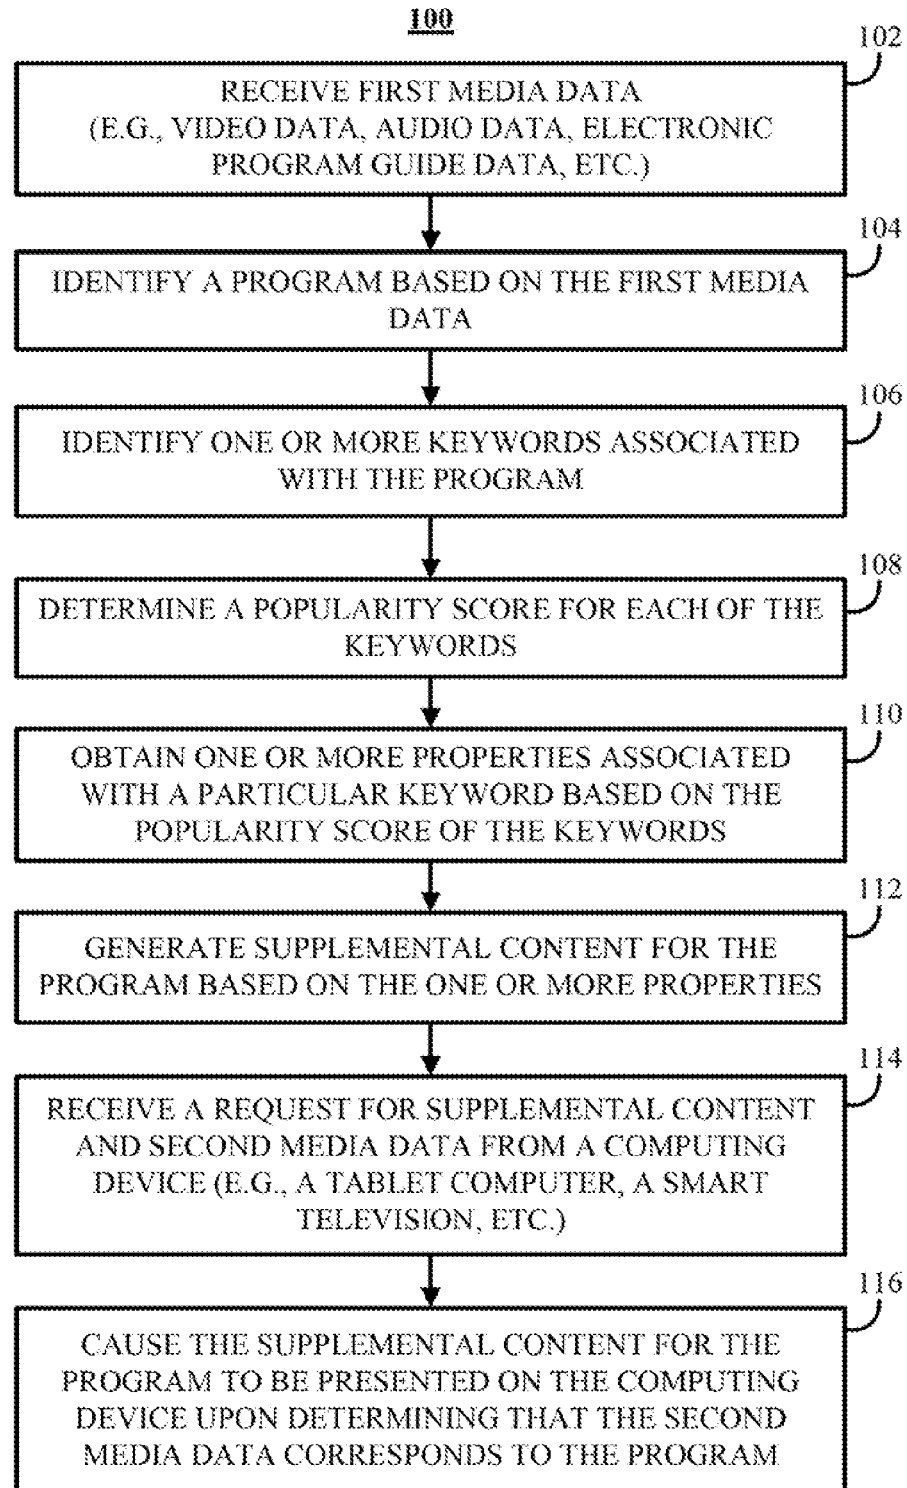 100
102
RECEIVE FIRST MEDIA DATA
(E.G., VIDEO DATA, AUDIO DATA, ELECTRONIC
PROGRAM GUIDE DATA, ETC.)
104
IDENTIFY A PROGRAM BASED ON THE FIRST MEDIA
DATA
106
IDENTIFY ONE OR MORE KEYWORDS ASSOCIATED
WITH THE PROGRAM
108
DETERMINE A POPULARITY SCORE FOR EACH OF THE
KEYWORDS
110
OBTAIN ONE OR MORE PROPERTIES ASSOCIATED
WITH A PARTICULAR KEYWORD BASED ON THE
POPULARITY SCORE OF THE KEYWORDS
112
GENERATE SUPPLEMENTAL CONTENT FOR THE
PROGRAM BASED ON THE ONE OR MORE PROPERTIES
114
RECEIVE A REQUEST FOR SUPPLEMENTAL CONTENT
AND SECOND MEDIA DATA FROM A COMPUTING
DEVICE (E.G., A TABLET COMPUTER, A SMART
TELEVISION, ETC.)
116
CAUSE THE SUPPLEMENTAL CONTENT FOR THE
PROGRAM TO BE PRESENTED ON THE COMPUTING
DEVICE UPON DETERMINING THAT THE SECOND
MEDIA DATA CORRESPONDS TO THE PROGRAM